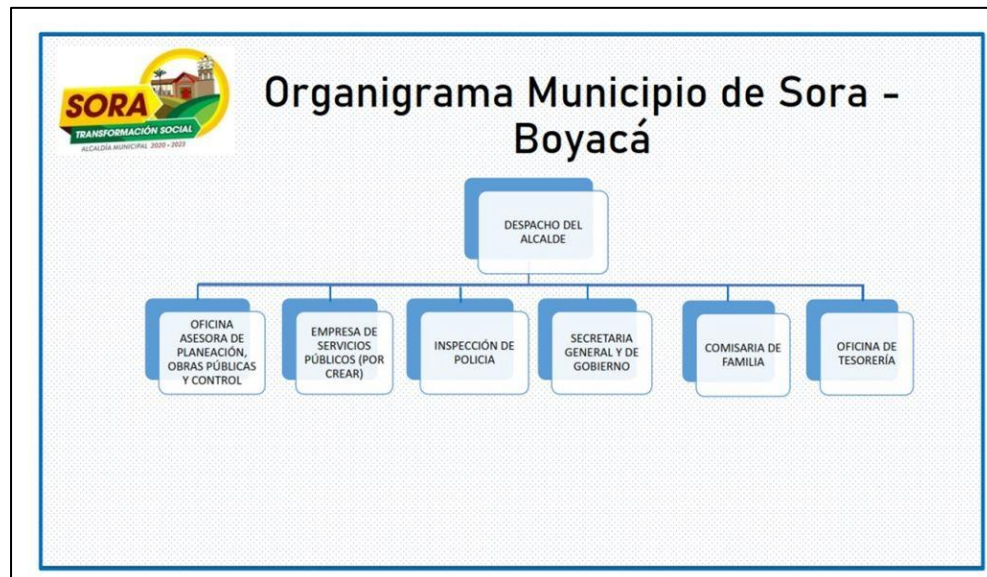 SORA
TRANSFORMACIÓN SOCIAL
ALCALDÍA MUNICIPAL 2020 - 2023
Organigrama Municipio de Sora -
Boyacá
DESPACHO DEL
ALCALDE
OFICINA
ASESORA DE
PLANEACIÓN,
OBRAS PÚBLICAS
Y CONTROL
EMPRESA DE
SERVICIOS
PÚBLICOS (POR
CREAR)
INSPECCIÓN DE
POLICIA
SECRETARIA
GENERAL Y DE
GOBIERNO
COMISARIA DE
FAMILIA
OFICINA DE
TESORERÍA